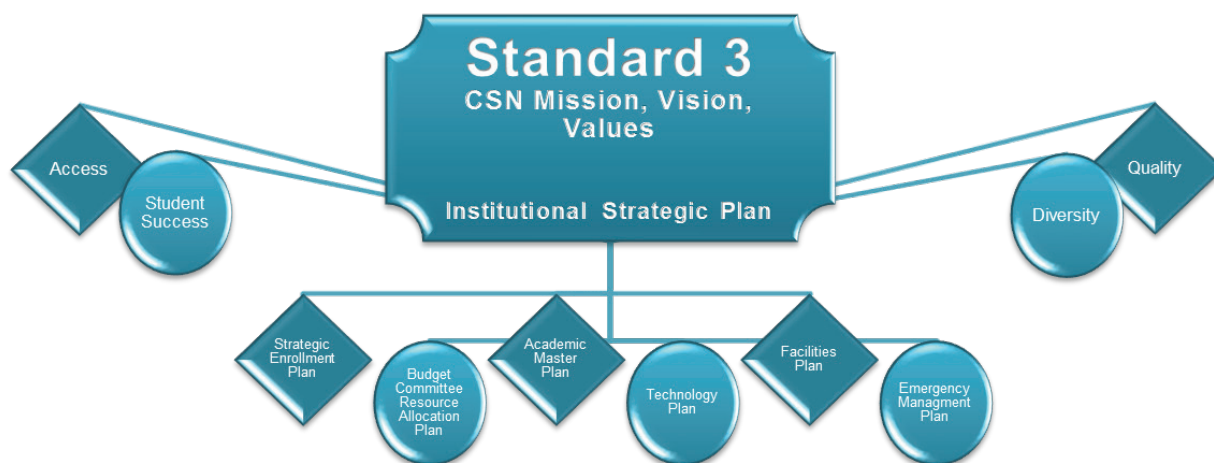 Standard 3
CSN Mission, Vision,
Values
Institutional Strategic Plan
Access
Student
Success
Diversity
Quality
Strategic
Enrollment
Plan
Budget
Committee
Resource
Allocation
Plan
Academic
Master
Plan
Technology
Plan
Facilities
Plan
Emergency
Managment Plan